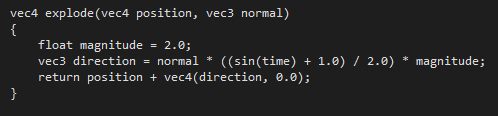 vec4 explode(vec4 position, vec3 normal)
{
    float magnitude = 2.0;
    vec3 direction = normal * ((sin(time) + 1.0) / 2.0) * magnitude;
    return position + vec4(direction, 0.0);
}